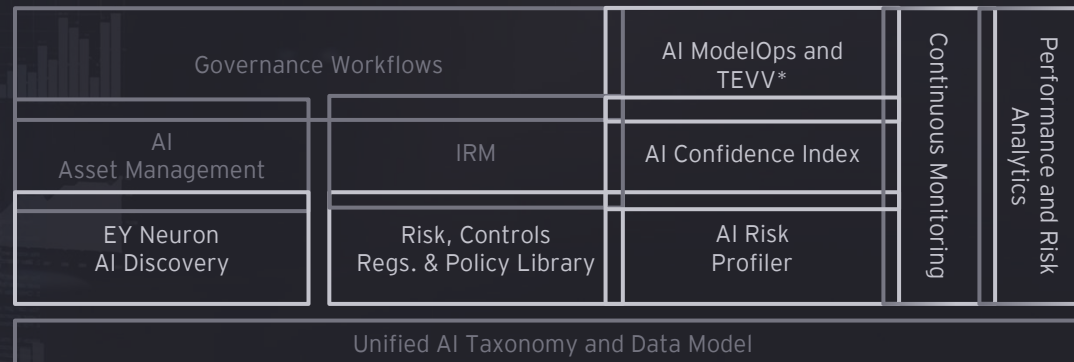 Governance Workflows
AI ModelOps and
TEVV*
AI
Asset Management
IRM
AI Confidence Index
EY Neuron
AI Discovery
Risk, Controls
Regs. & Policy Library
AI Risk
Profiler
Continuous Monitoring
Performance and Risk
Analytics
Unified AI Taxonomy and Data Model